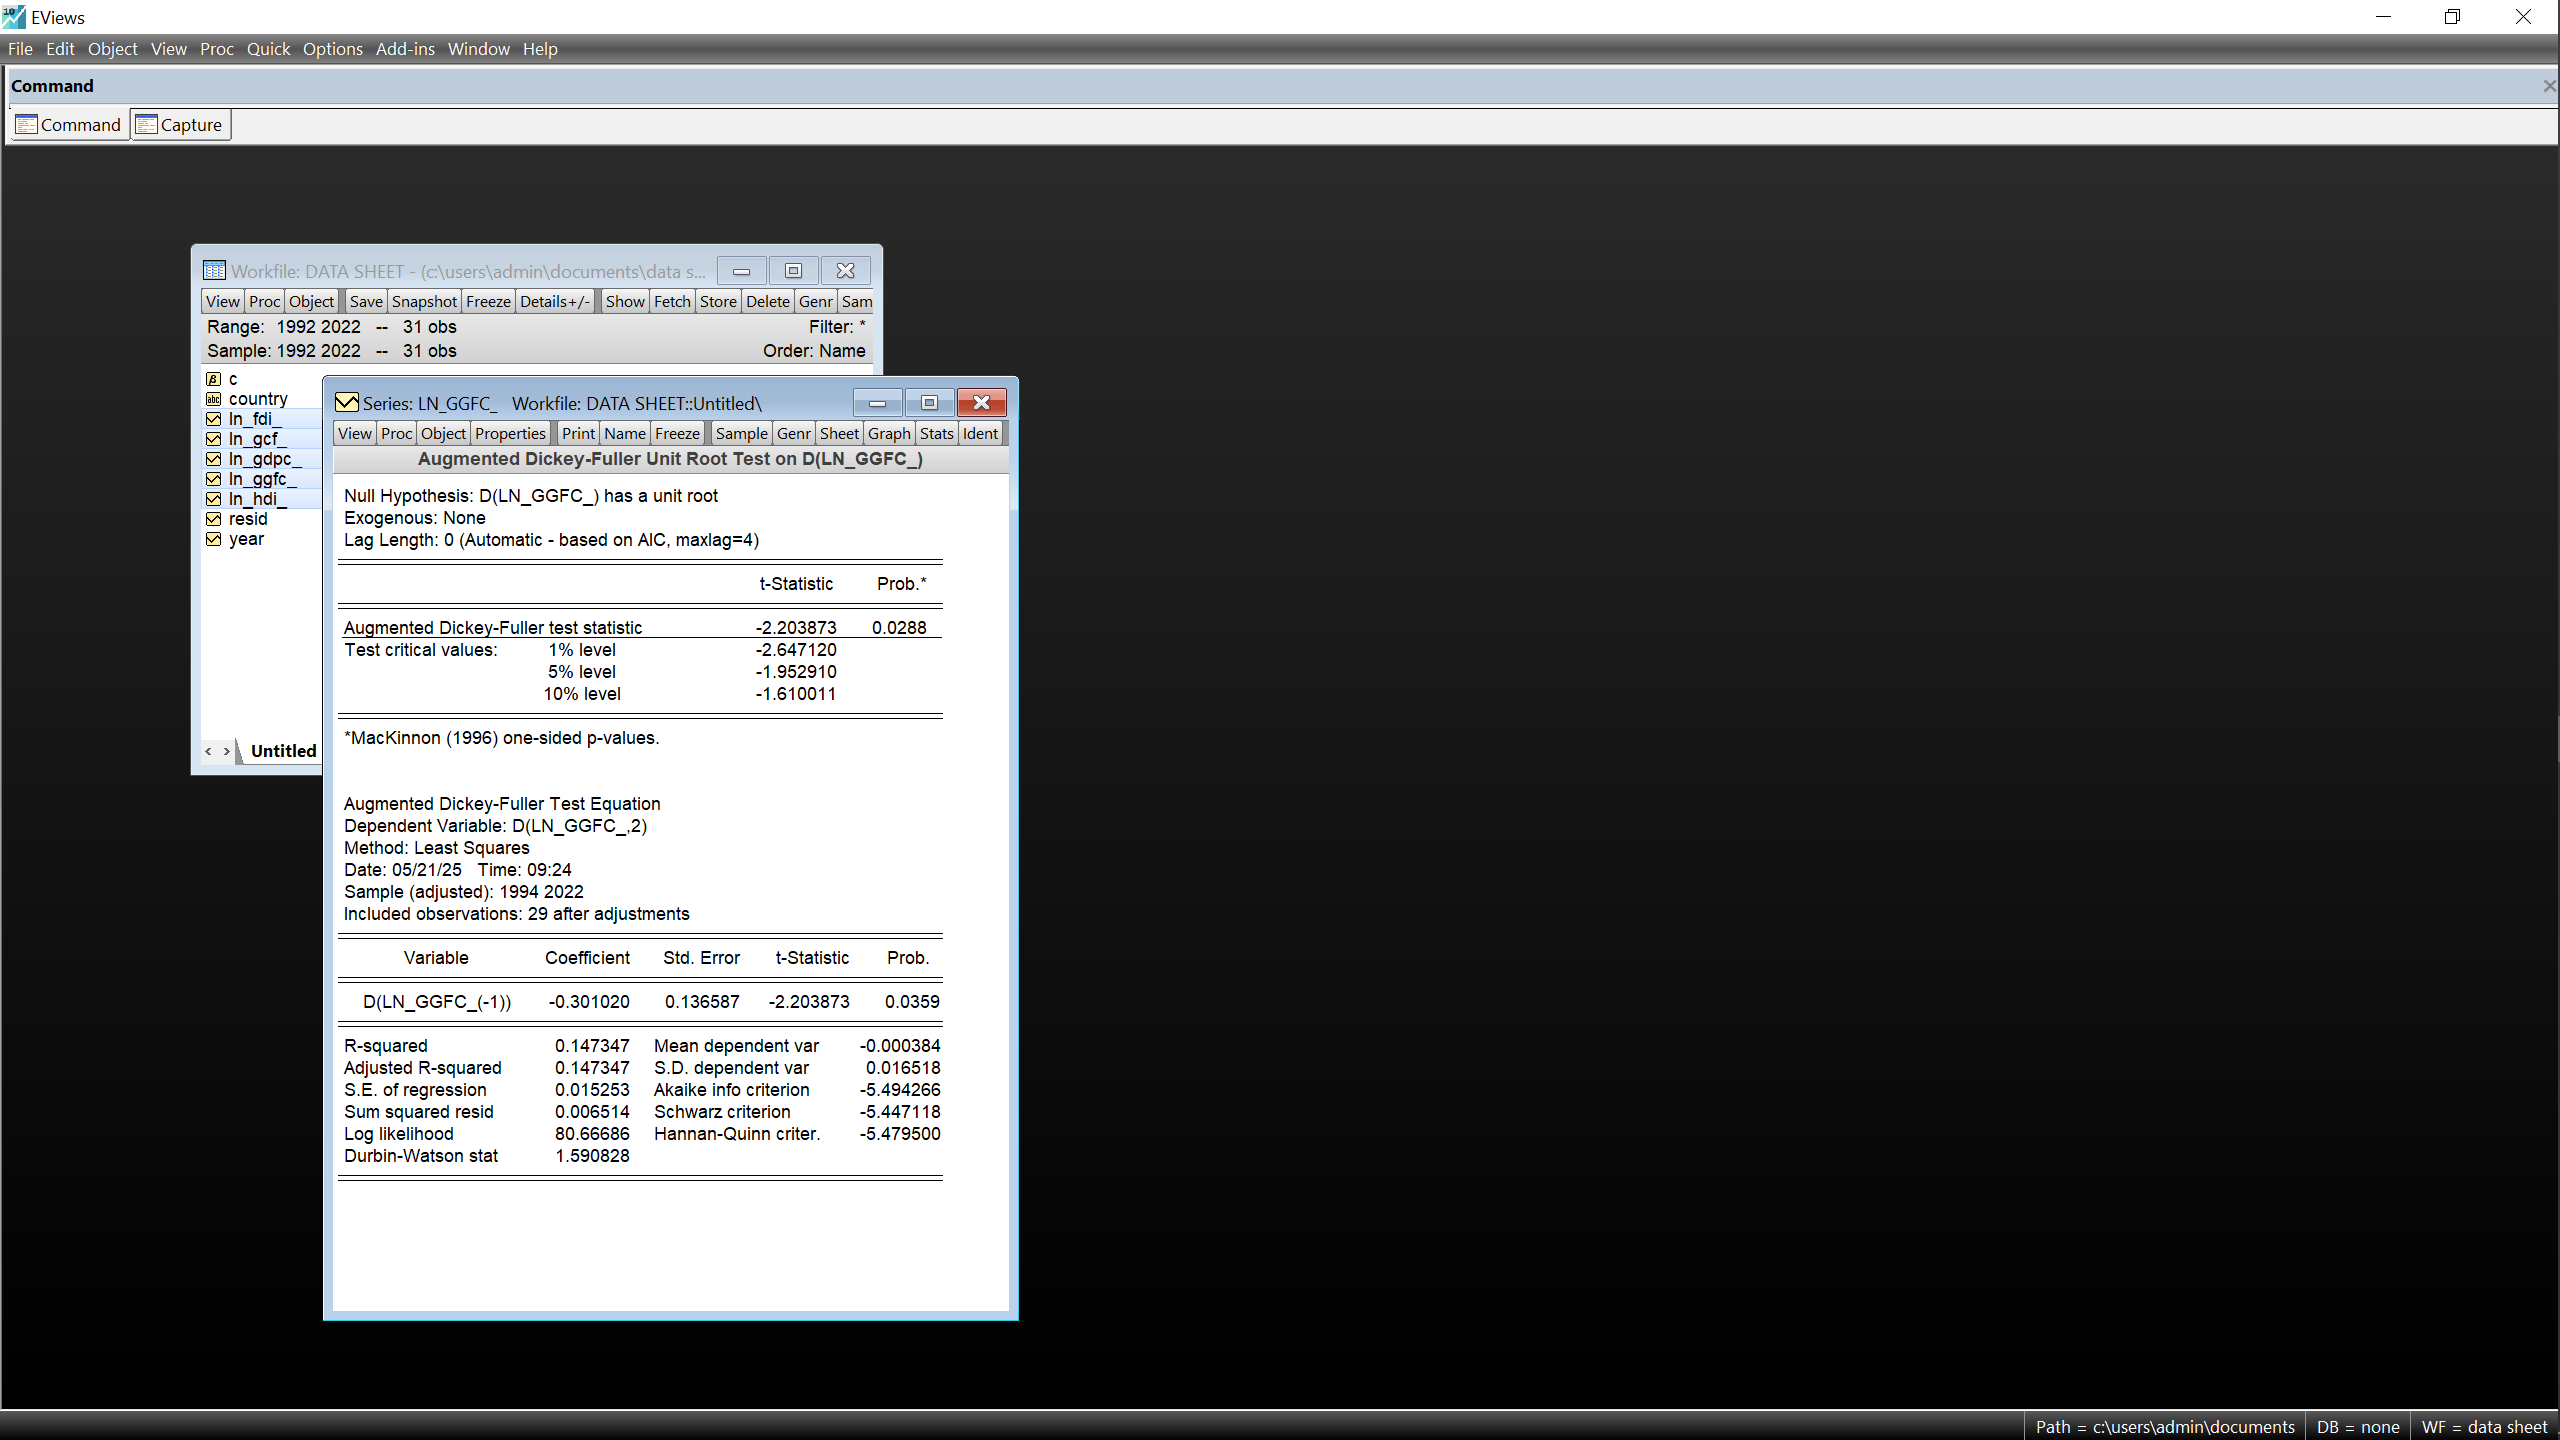 EViews
File Edit Object View Proc Quick Options Add-ins Window Help
Command
Command Capture
Workfile: DATA SHEET - (c:\users\admin\documents\data s...
View Proc Object Save Snapshot Freeze Details+/- Show Fetch Store Delete Genr Sam
Range: 1992 2022 -- 31 obs Filter: *
Sample: 1992 2022 -- 31 obs Order: Name
c
country
ln_fdi_
ln_gcf_
ln_gdpc_
ln_ggfc_
ln_hdi_
resid
year
Untitled
Series: LN_GGFC_ Workfile: DATA SHEET::Untitled\
View Proc Object Properties Print Name Freeze Sample Genr Sheet Graph Stats Ident
Augmented Dickey-Fuller Unit Root Test on D(LN_GGFC_)
Null Hypothesis: D(LN_GGFC_) has a unit root
Exogenous: None
Lag Length: 0 (Automatic - based on AIC, maxlag=4)
t-Statistic Prob.*
Augmented Dickey-Fuller test statistic -2.203873 0.0288
Test critical values: 1% level -2.647120
5% level -1.952910
10% level -1.610011
*MacKinnon (1996) one-sided p-values.
Augmented Dickey-Fuller Test Equation
Dependent Variable: D(LN_GGFC_,2)
Method: Least Squares
Date: 05/21/25 Time: 09:24
Sample (adjusted): 1994 2022
Included observations: 29 after adjustments
Variable Coefficient Std. Error t-Statistic Prob.
D(LN_GGFC_(-1)) -0.301020 0.136587 -2.203873 0.0359
R-squared 0.147347 Mean dependent var -0.000384
Adjusted R-squared 0.147347 S.D. dependent var 0.016518
S.E. of regression 0.015253 Akaike info criterion -5.494266
Sum squared resid 0.006514 Schwarz criterion -5.447118
Log likelihood 80.66686 Hannan-Quinn criter. -5.479500
Durbin-Watson stat 1.590828
Path = c:\users\admin\documents DB = none WF = data sheet